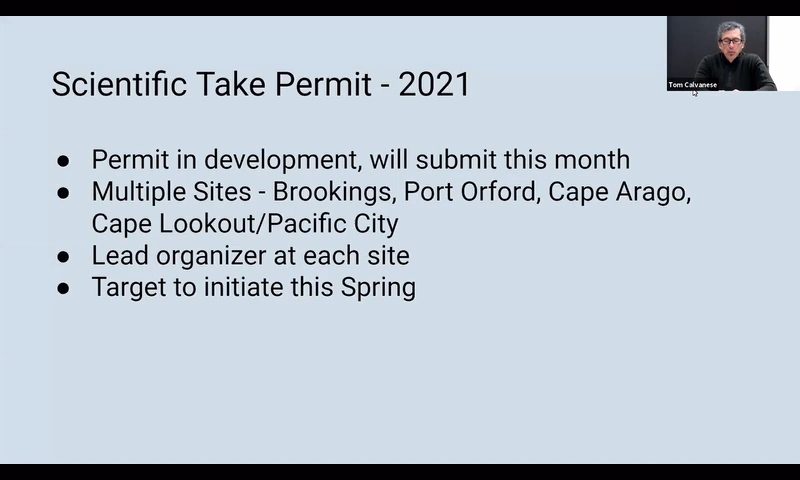 Scientific Take Permit - 2021
Tom Calvanese
● Permit in development, will submit this month
● Multiple Sites - Brookings, Port Orford, Cape Arago,
Cape Lookout/Pacific City
● Lead organizer at each site
● Target to initiate this Spring